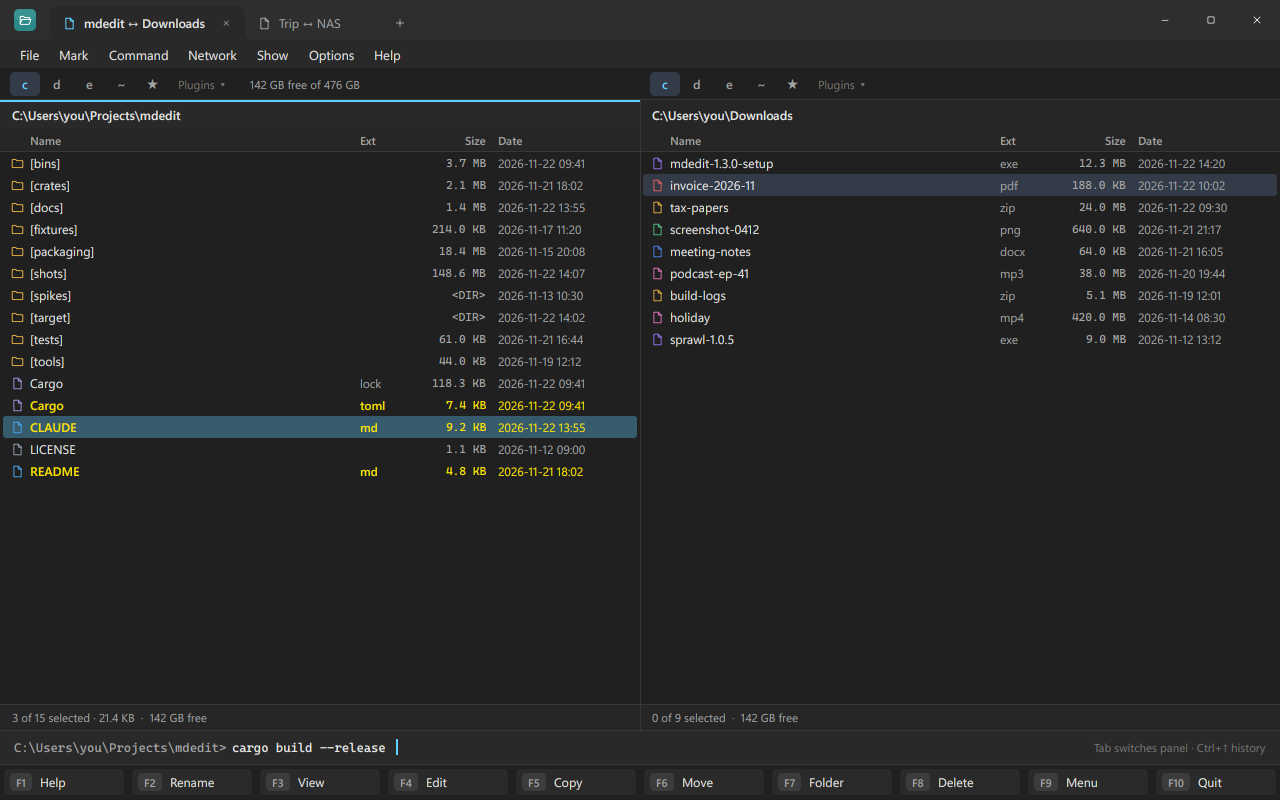 mdedit ↔ Downloads × Trip ↔ NAS +
File Mark Command Network Show Options Help
c d e ~ ★ Plugins ▾ 142 GB free of 476 GB
c d e ~ ★ Plugins ▾
C:\Users\you\Projects\mdedit
Name Ext Size Date
[bins] 3.7 MB 2026-11-22 09:41
[crates] 2.1 MB 2026-11-21 18:02
[docs] 1.4 MB 2026-11-22 13:55
[fixtures] 214.0 KB 2026-11-17 11:20
[packaging] 18.4 MB 2026-11-15 20:08
[shots] 148.6 MB 2026-11-22 14:07
[spikes] <DIR> 2026-11-13 10:30
[target] <DIR> 2026-11-22 14:02
[tests] 61.0 KB 2026-11-21 16:44
[tools] 44.0 KB 2026-11-19 12:12
Cargo lock 118.3 KB 2026-11-22 09:41
Cargo toml 7.4 KB 2026-11-22 09:41
CLAUDE md 9.2 KB 2026-11-22 13:55
LICENSE 1.1 KB 2026-11-12 09:00
README md 4.8 KB 2026-11-21 18:02
3 of 15 selected · 21.4 KB · 142 GB free
C:\Users\you\Downloads
Name Ext Size Date
mdedit-1.3.0-setup exe 12.3 MB 2026-11-22 14:20
invoice-2026-11 pdf 188.0 KB 2026-11-22 10:02
tax-papers zip 24.0 MB 2026-11-22 09:30
screenshot-0412 png 640.0 KB 2026-11-21 21:17
meeting-notes docx 64.0 KB 2026-11-21 16:05
podcast-ep-41 mp3 38.0 MB 2026-11-20 19:44
build-logs zip 5.1 MB 2026-11-19 12:01
holiday mp4 420.0 MB 2026-11-14 08:30
sprawl-1.0.5 exe 9.0 MB 2026-11-12 13:12
0 of 9 selected · 142 GB free
C:\Users\you\Projects\mdedit> cargo build --release
Tab switches panel · Ctrl+1 history
F1 Help F2 Rename F3 View F4 Edit F5 Copy F6 Move F7 Folder F8 Delete F9 Menu F10 Quit